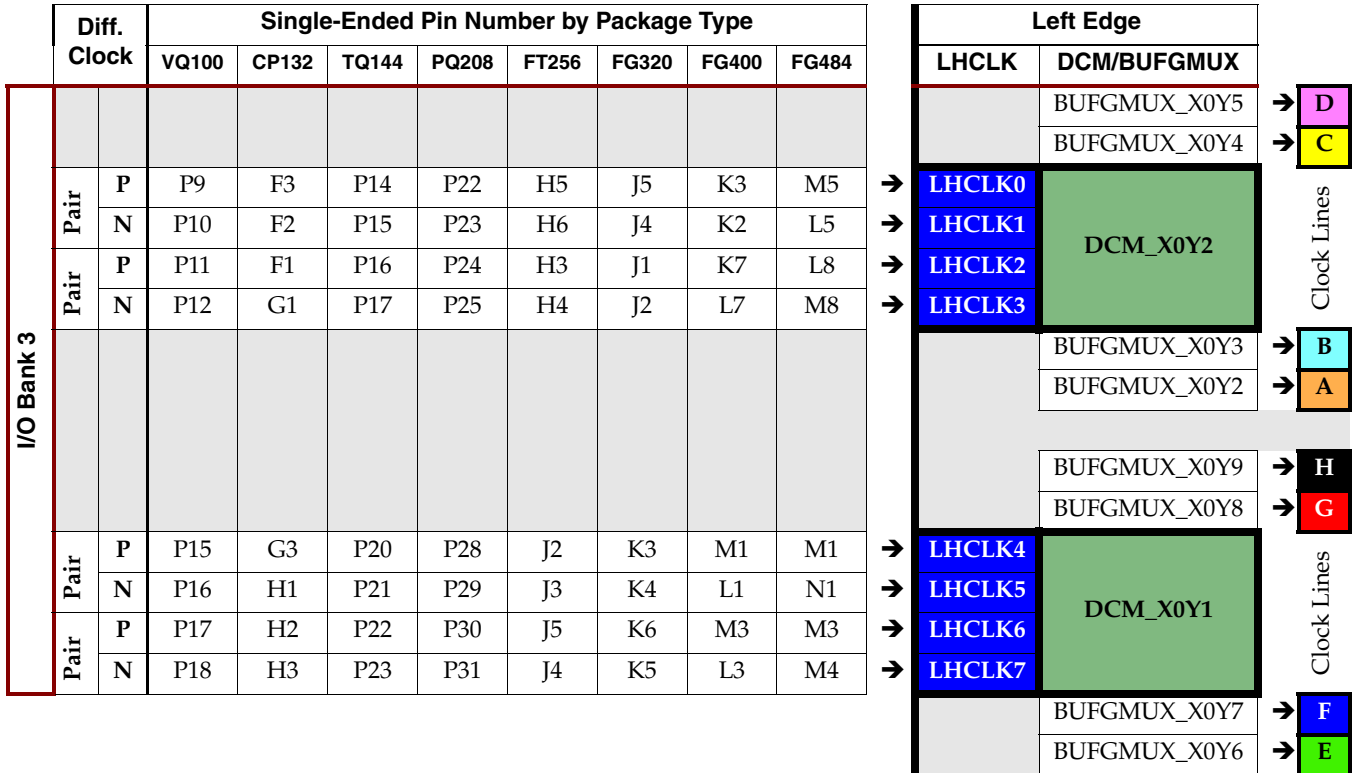 Diff. Clock Single-Ended Pin Number by Package Type Left Edge
VQ100 CP132 TQ144 PQ208 FT256 FG320 FG400 FG484 LHCLK DCM/BUFGMUX
I/O Bank 3
BUFGMUX_X0Y5 ➔ D
BUFGMUX_X0Y4 ➔ C
Pair P P9 F3 P14 P22 H5 J5 K3 M5 ➔ LHCLK0 DCM_X0Y2 Clock Lines
N P10 F2 P15 P23 H6 J4 K2 L5 ➔ LHCLK1
Pair P P11 F1 P16 P24 H3 J1 K7 L8 ➔ LHCLK2
N P12 G1 P17 P25 H4 J2 L7 M8 ➔ LHCLK3
BUFGMUX_X0Y3 ➔ B
BUFGMUX_X0Y2 ➔ A
BUFGMUX_X0Y9 ➔ H
BUFGMUX_X0Y8 ➔ G
Pair P P15 G3 P20 P28 J2 K3 M1 M1 ➔ LHCLK4 DCM_X0Y1 Clock Lines
N P16 H1 P21 P29 J3 K4 L1 N1 ➔ LHCLK5
Pair P P17 H2 P22 P30 J5 K6 M3 M3 ➔ LHCLK6
N P18 H3 P23 P31 J4 K5 L3 M4 ➔ LHCLK7
BUFGMUX_X0Y7 ➔ F
BUFGMUX_X0Y6 ➔ E